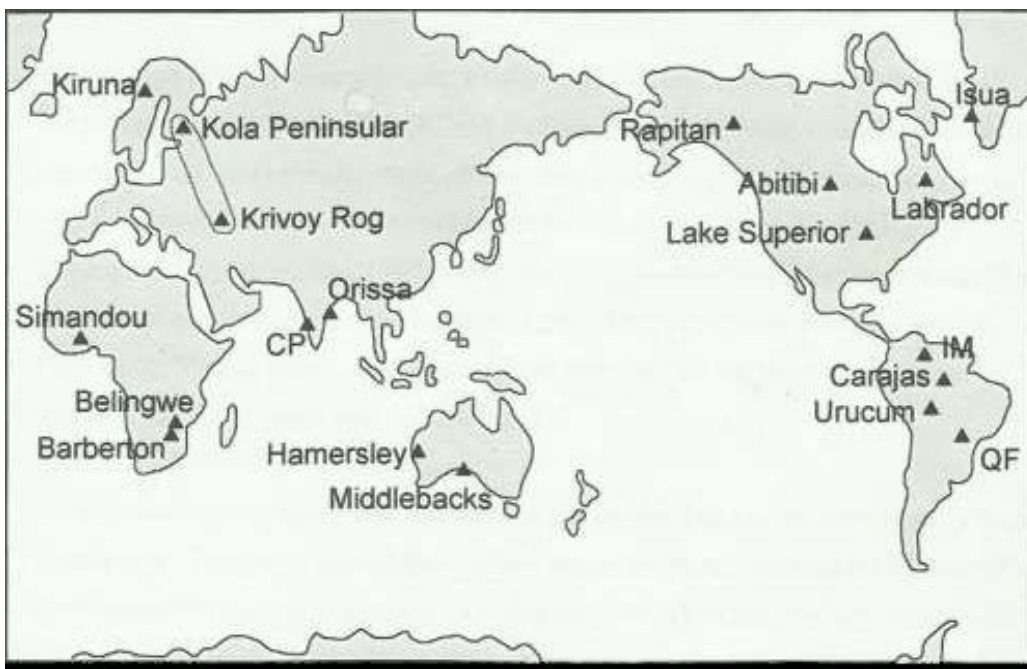 Kiruna
Isua
Kola Peninsular
Rapitan
Abitibi
Labrador
Krivoy Rog
Lake Superior
Orissa
Simandou
CP
IM
Carajas
Belingwe
Urucum
Barberton
Hamersley
QF
Middlebacks